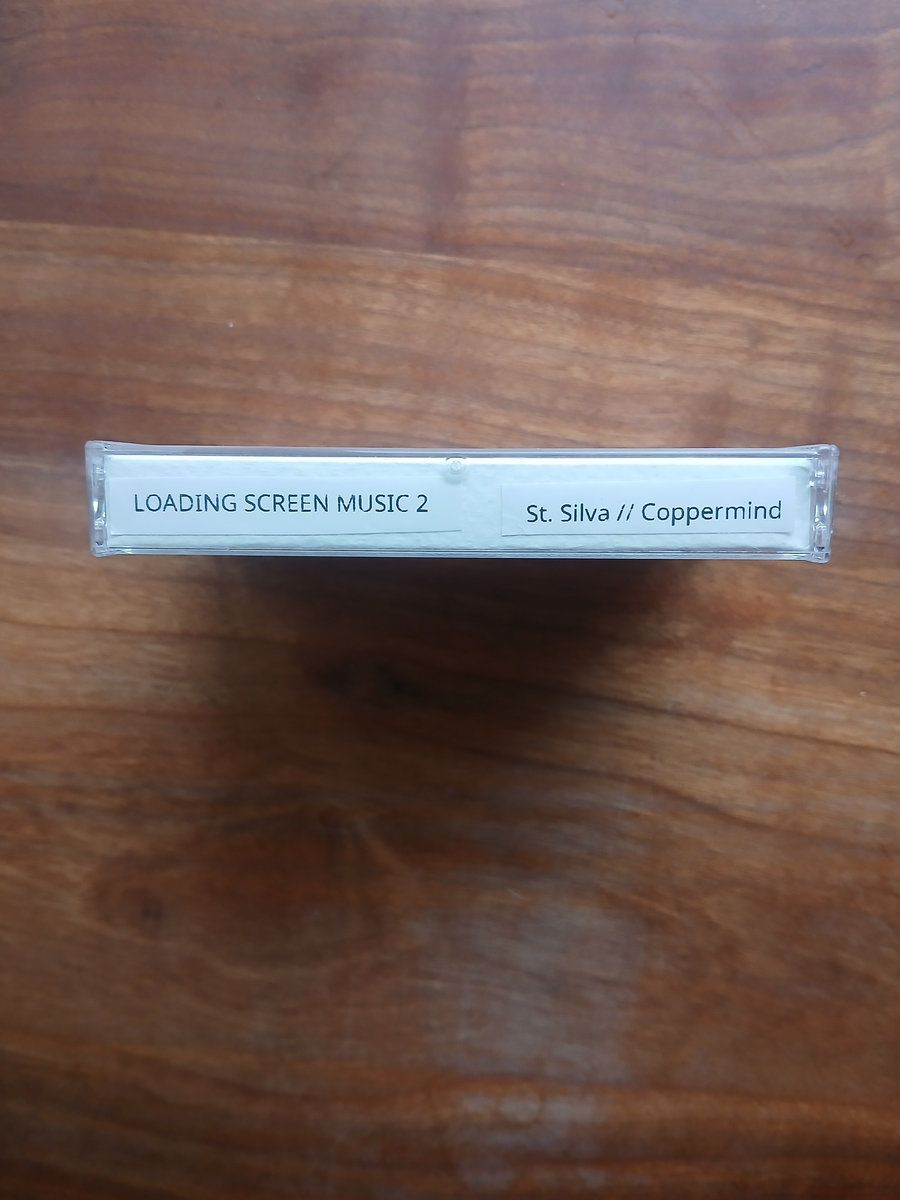 LOADING SCREEN MUSIC 2
St. Silva // Coppermind